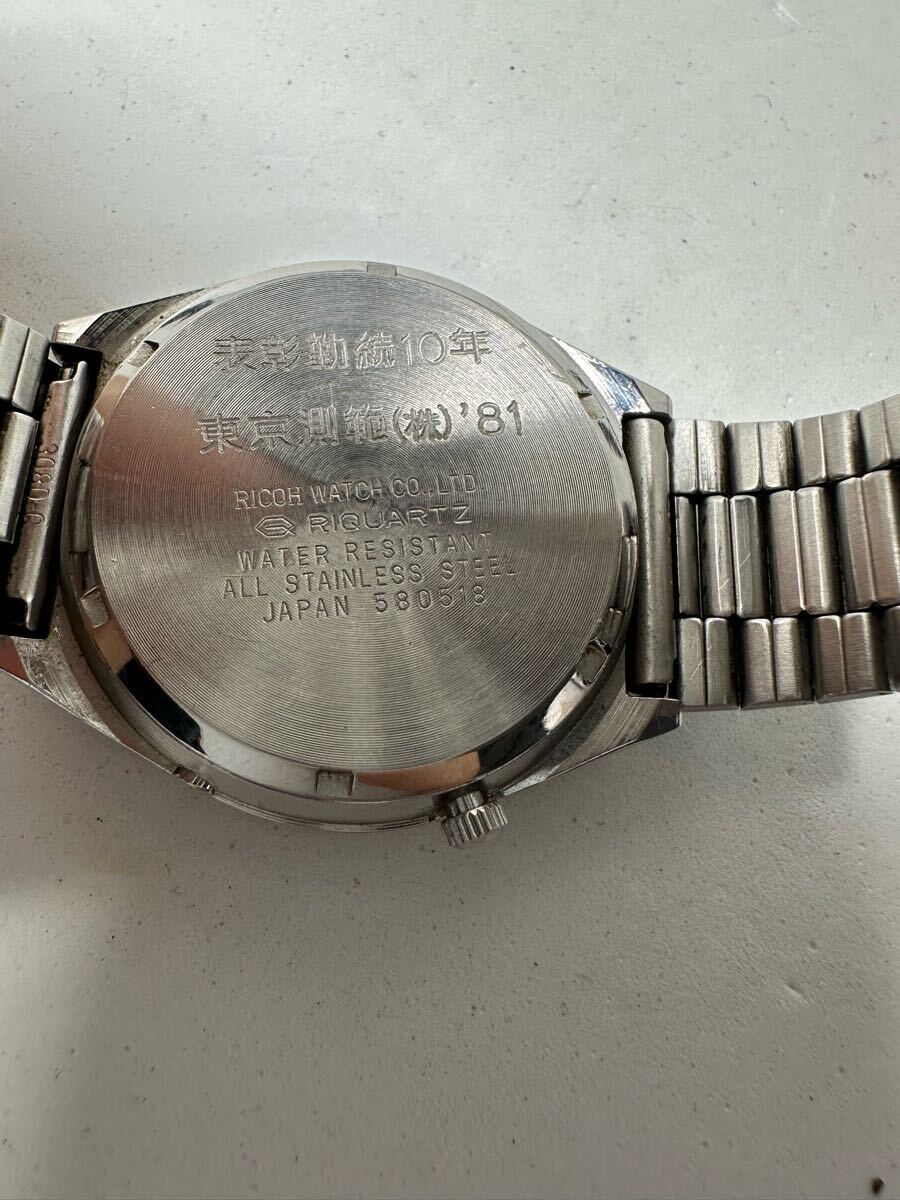 表彰勤続10年
東京測範(株)'81
RICOH WATCH CO.,LTD.
RIQUARTZ
WATER RESISTANT
ALL STAINLESS STEEL
JAPAN 580518